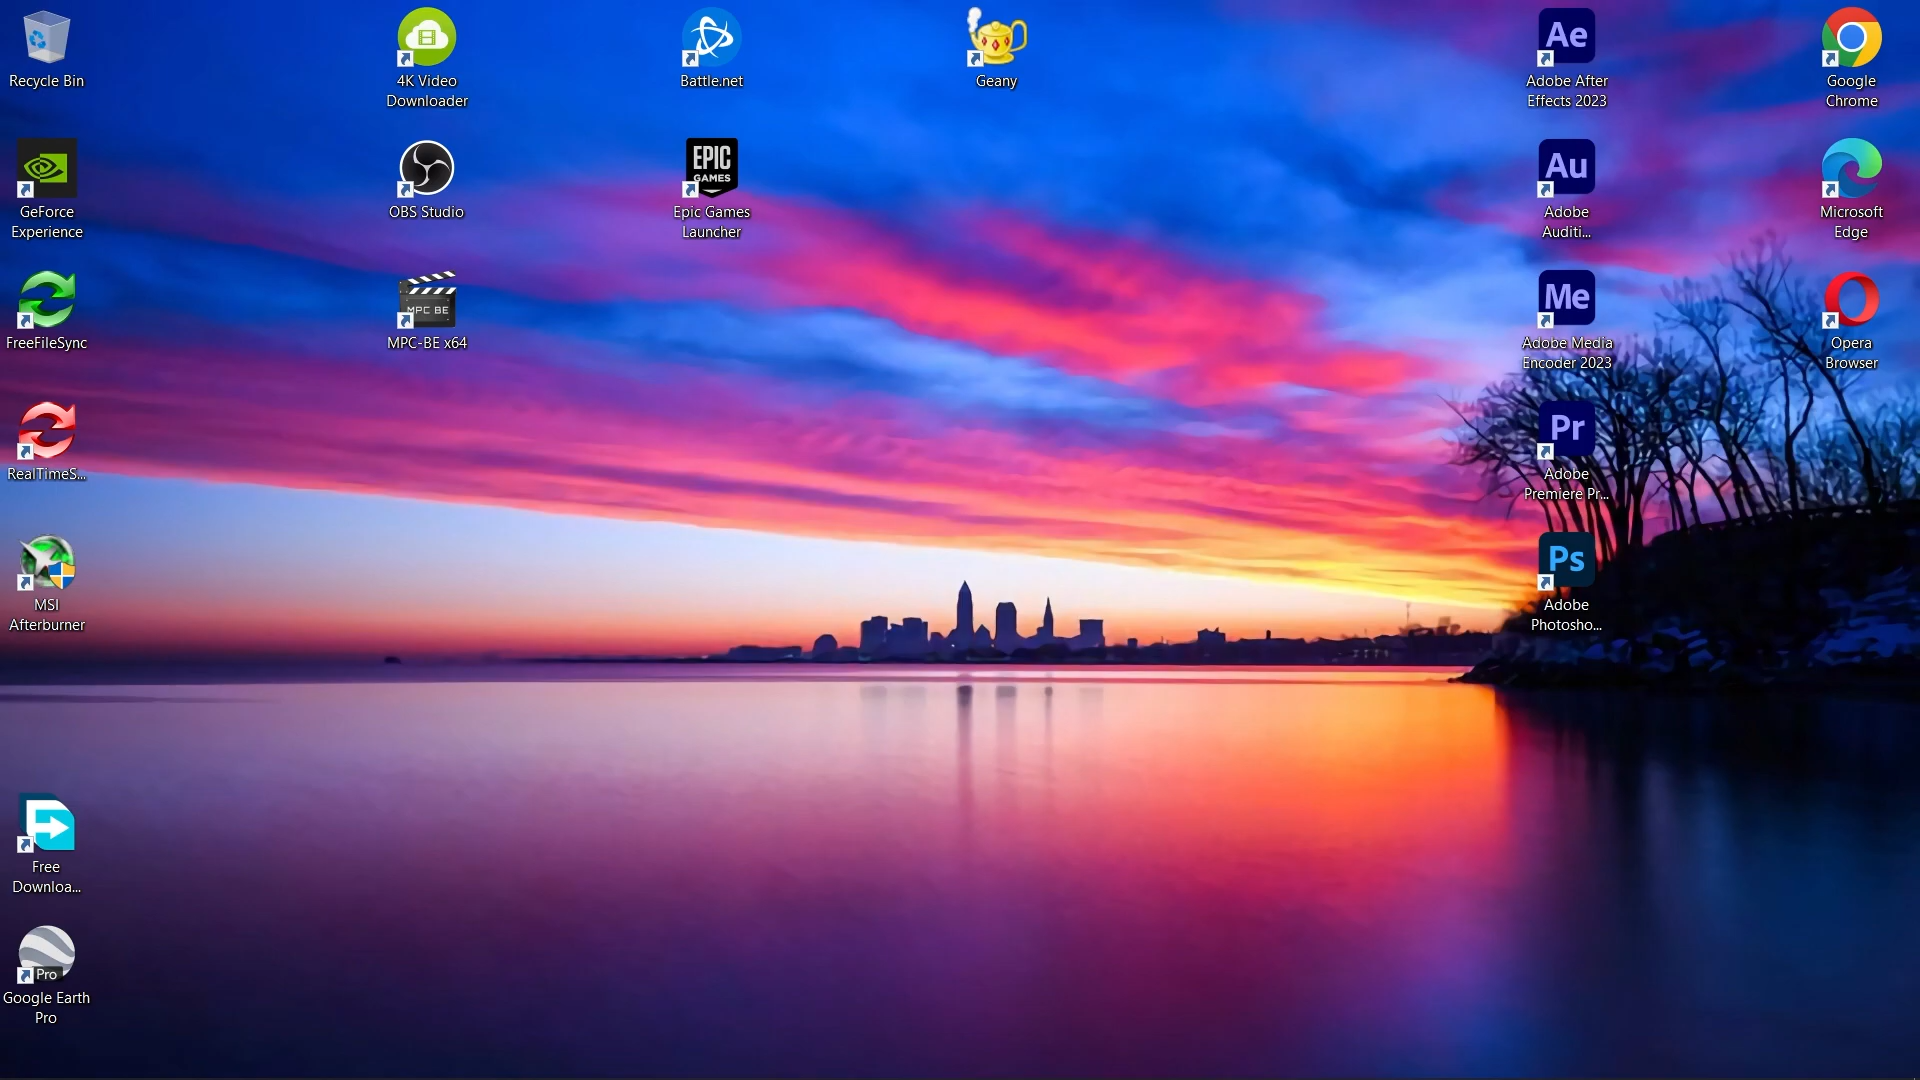 Recycle Bin
GeForce
Experience
FreeFileSync
RealTimeS...
MSI
Afterburner
Free
Downloa...
Pro
Google Earth
Pro
4K Video
Downloader
OBS Studio
MPC BE
MPC-BE x64
Battle.net
EPIC
GAMES
Epic Games
Launcher
Geany
Ae
Adobe After
Effects 2023
Au
Adobe
Auditi...
Me
Adobe Media
Encoder 2023
Pr
Adobe
Premiere Pr...
Ps
Adobe
Photosho...
Google
Chrome
Microsoft
Edge
Opera
Browser